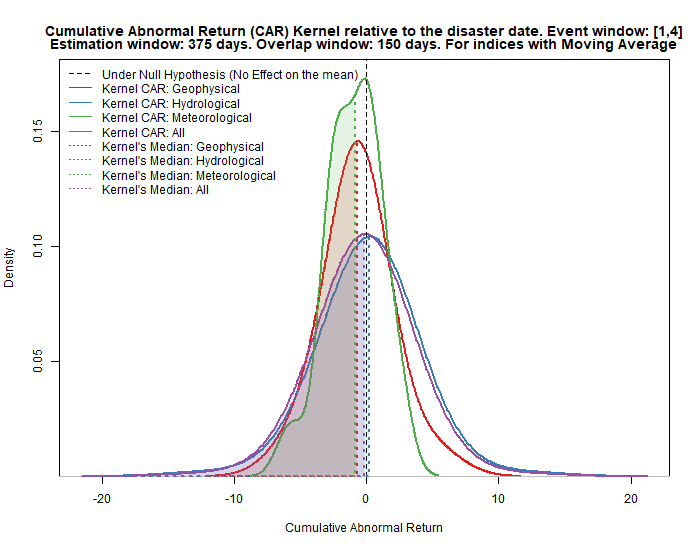 Cumulative Abnormal Return (CAR) Kernel relative to the disaster date. Event window: [1,4]
Estimation window: 375 days. Overlap window: 150 days. For indices with Moving Average
Under Null Hypothesis (No Effect on the mean)
Kernel CAR: Geophysical
Kernel CAR: Hydrological
Kernel CAR: Meteorological
Kernel CAR: All
Kernel's Median: Geophysical
Kernel's Median: Hydrological
Kernel's Median: Meteorological
Kernel's Median: All
Density
0.15
0.10
0.05
-20 -10 0 10 20
Cumulative Abnormal Return